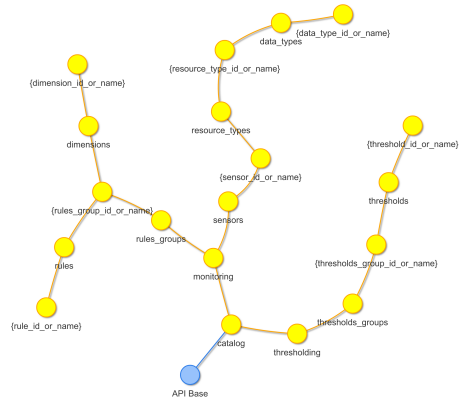 {data_type_id_or_name}
data_types
{resource_type_id_or_name}
{dimension_id_or_name}
resource_types
dimensions
{threshold_id_or_name}
{sensor_id_or_name}
thresholds
{rules_group_id_or_name}
sensors
rules_groups
rules
{thresholds_group_id_or_name}
monitoring
{rule_id_or_name}
thresholds_groups
catalog
thresholding
API Base